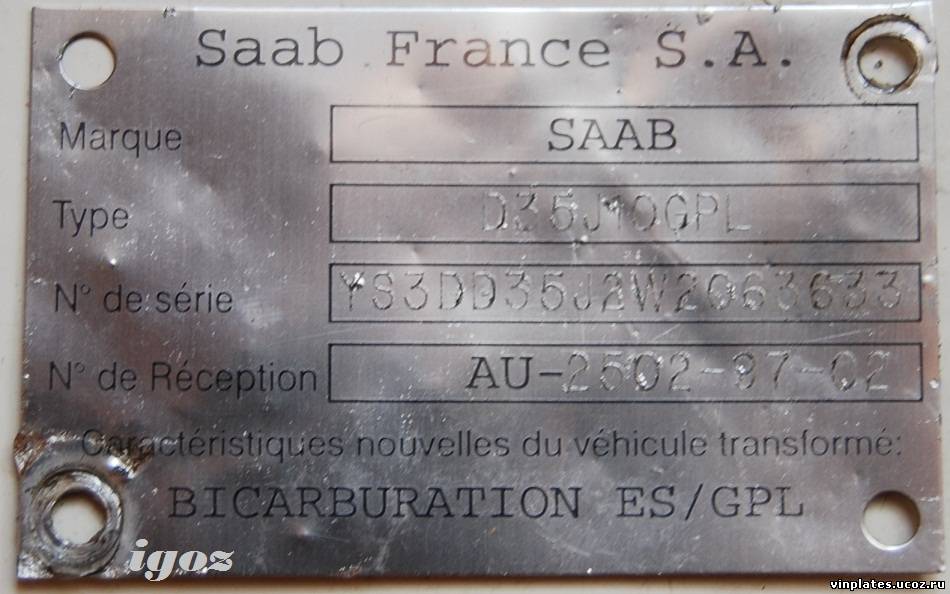 Saab France S.A.
Marque SAAB
Type D35J10GPL
N° de série YS3DD35J2W2063633
N° de Réception AU-2502-97-02
Caractéristiques nouvelles du véhicule transformé:
BICARBURATION ES/GPL
igoz
vinplates.ucoz.ru